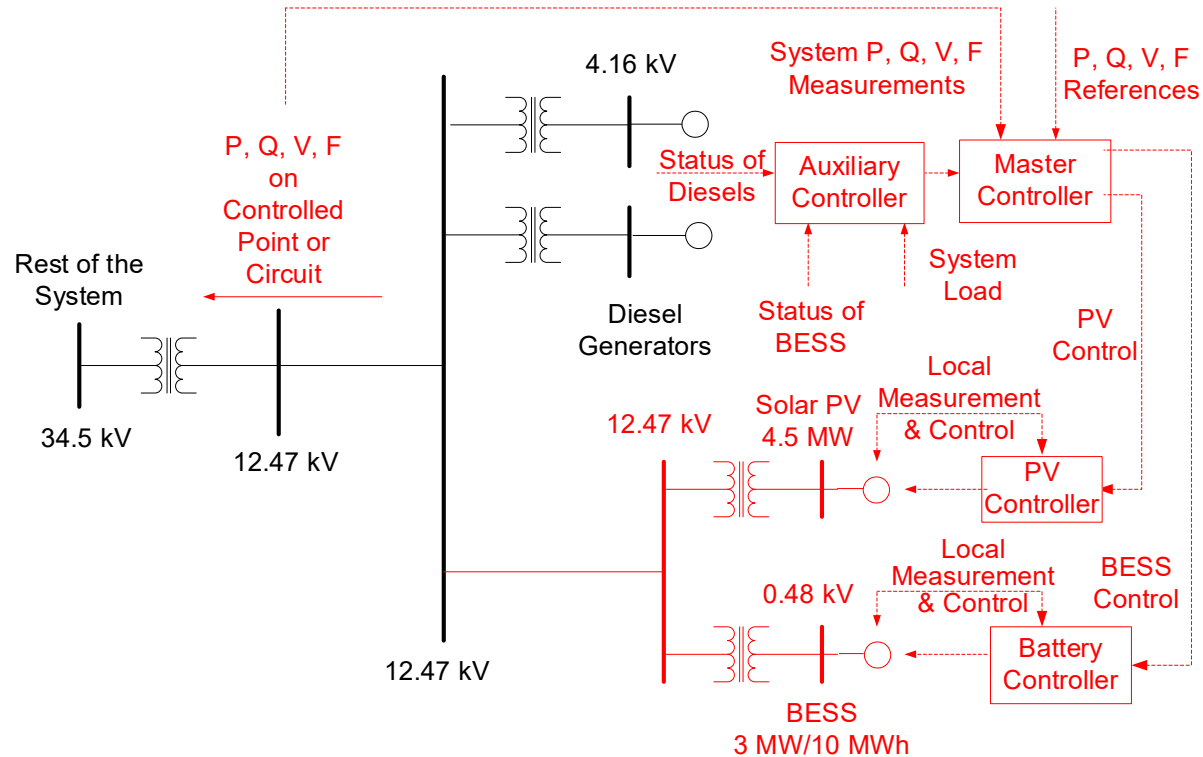 4.16 kV
System P, Q, V, F
Measurements
P, Q, V, F
References
P, Q, V, F
on
Controlled
Point or
Circuit
Status of
Diesels
Auxiliary
Controller
Master
Controller
Rest of the
System
Diesel
Generators
Status of
BESS
System
Load
PV
Control
34.5 kV
12.47 kV
12.47 kV
Solar PV
4.5 MW
Local
Measurement
& Control
PV
Controller
12.47 kV
0.48 kV
Local
Measurement
& Control
BESS
Control
Battery
Controller
BESS
3 MW/10 MWh